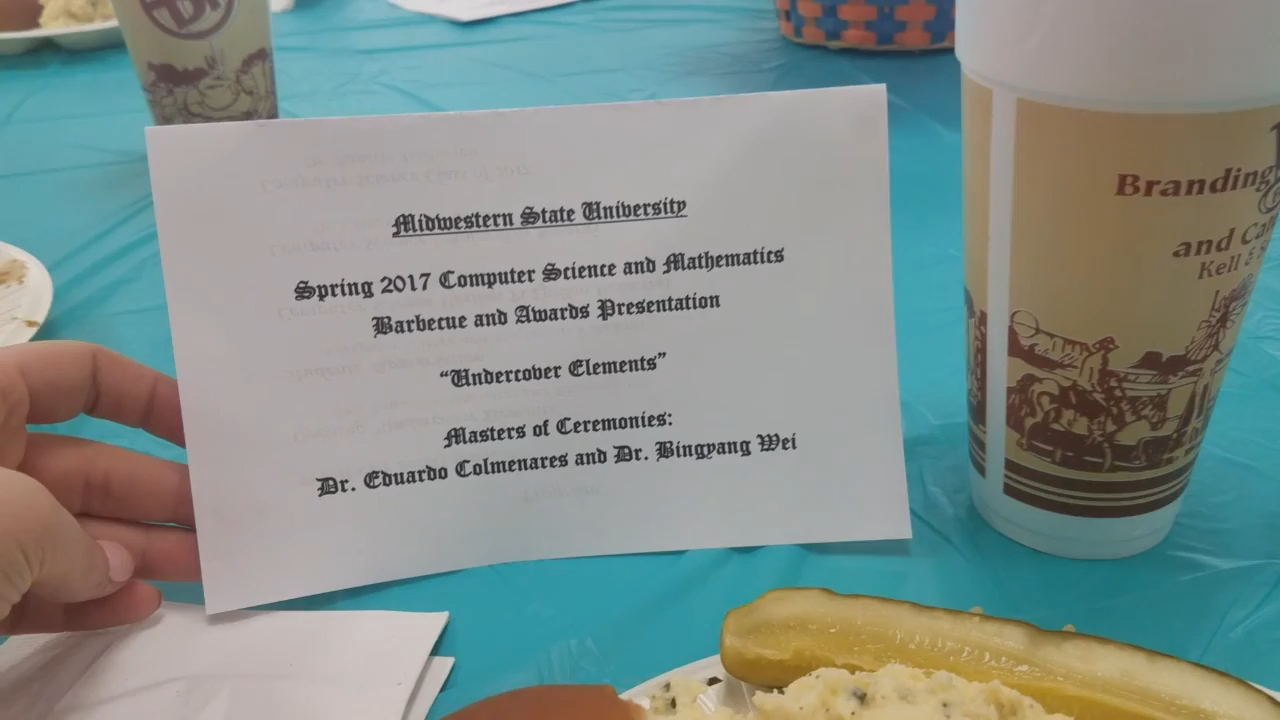 Midwestern State University
Spring 2017 Computer Science and Mathematics
Barbecue and Awards Presentation
“Undercover Elements”
Masters of Ceremonies:
Dr. Eduardo Colmenares and Dr. Bingyang Wei
Branding
and
Kell &